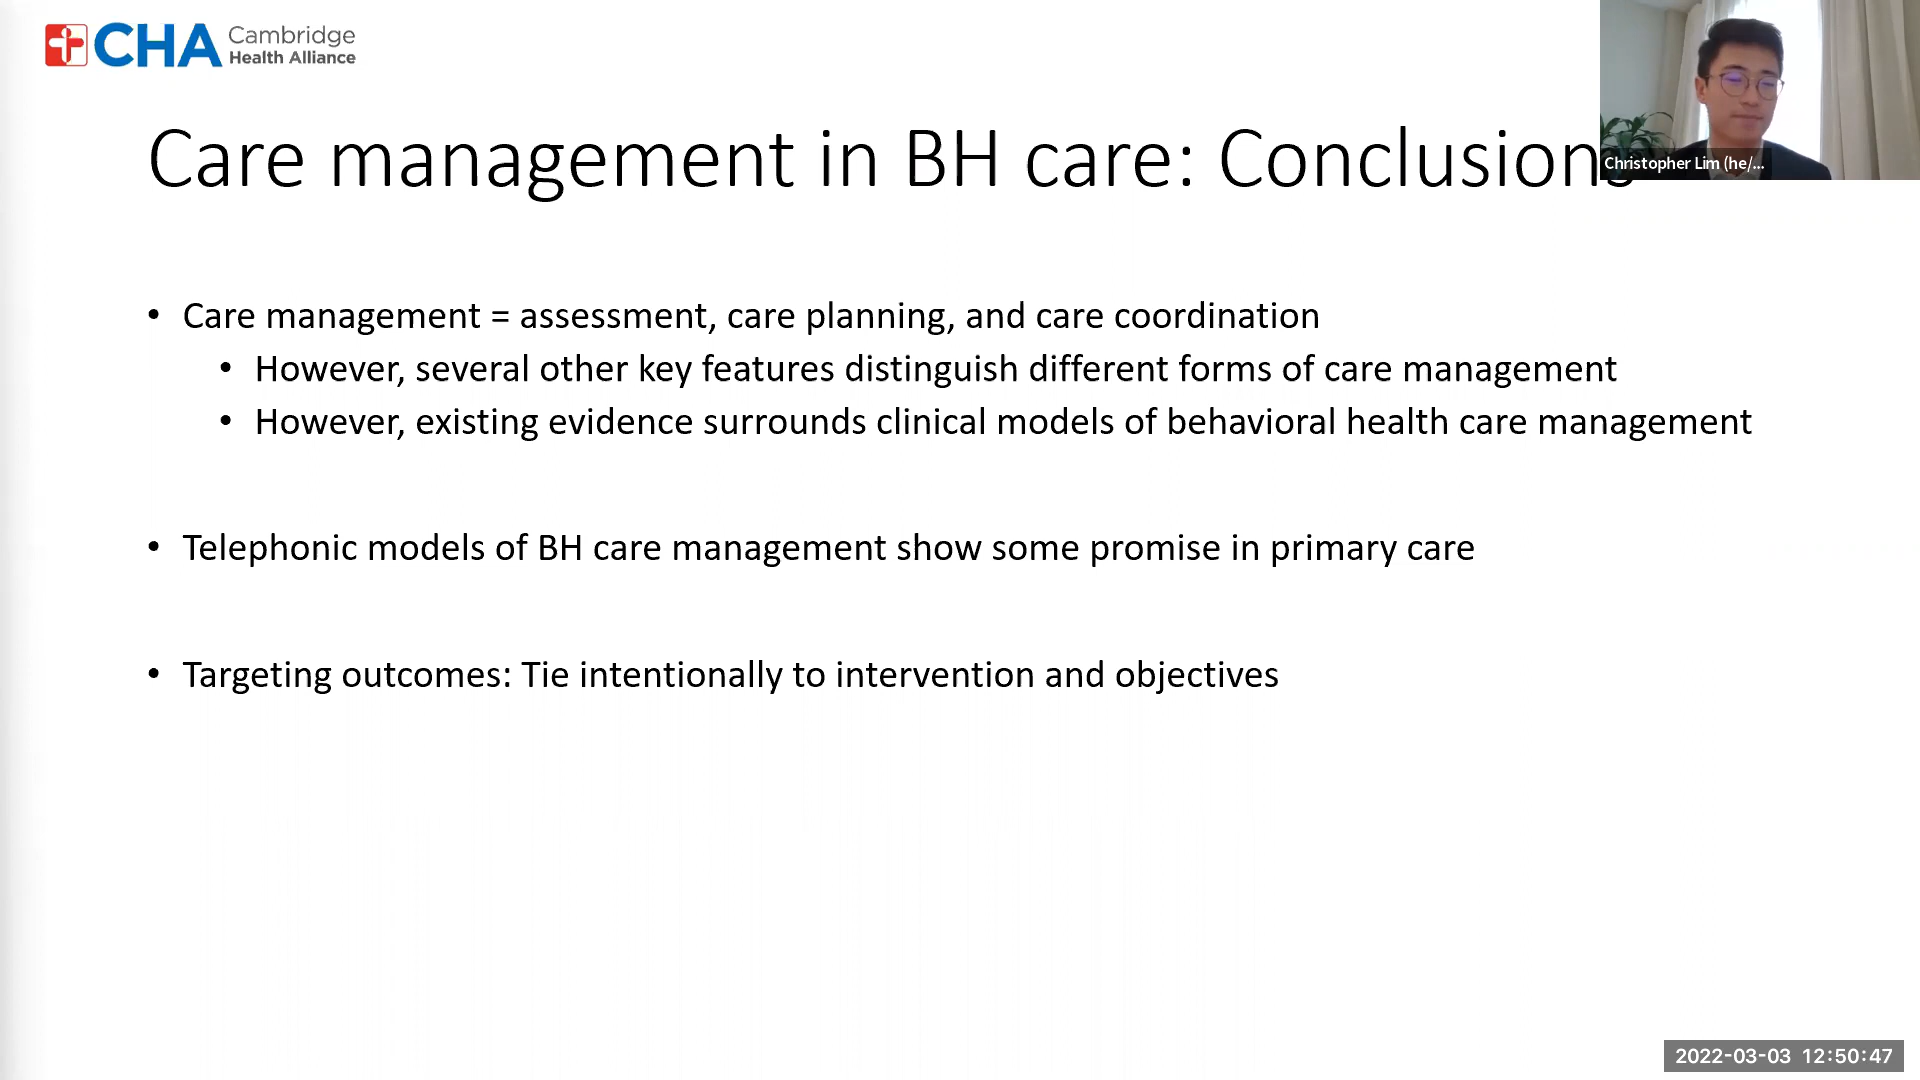 CHA Cambridge
Health Alliance
Care management in BH care: Conclusions
Christopher Lim (he/...
• Care management = assessment, care planning, and care coordination
• However, several other key features distinguish different forms of care management
• However, existing evidence surrounds clinical models of behavioral health care management
• Telephonic models of BH care management show some promise in primary care
• Targeting outcomes: Tie intentionally to intervention and objectives
2022-03-03 12:50:47